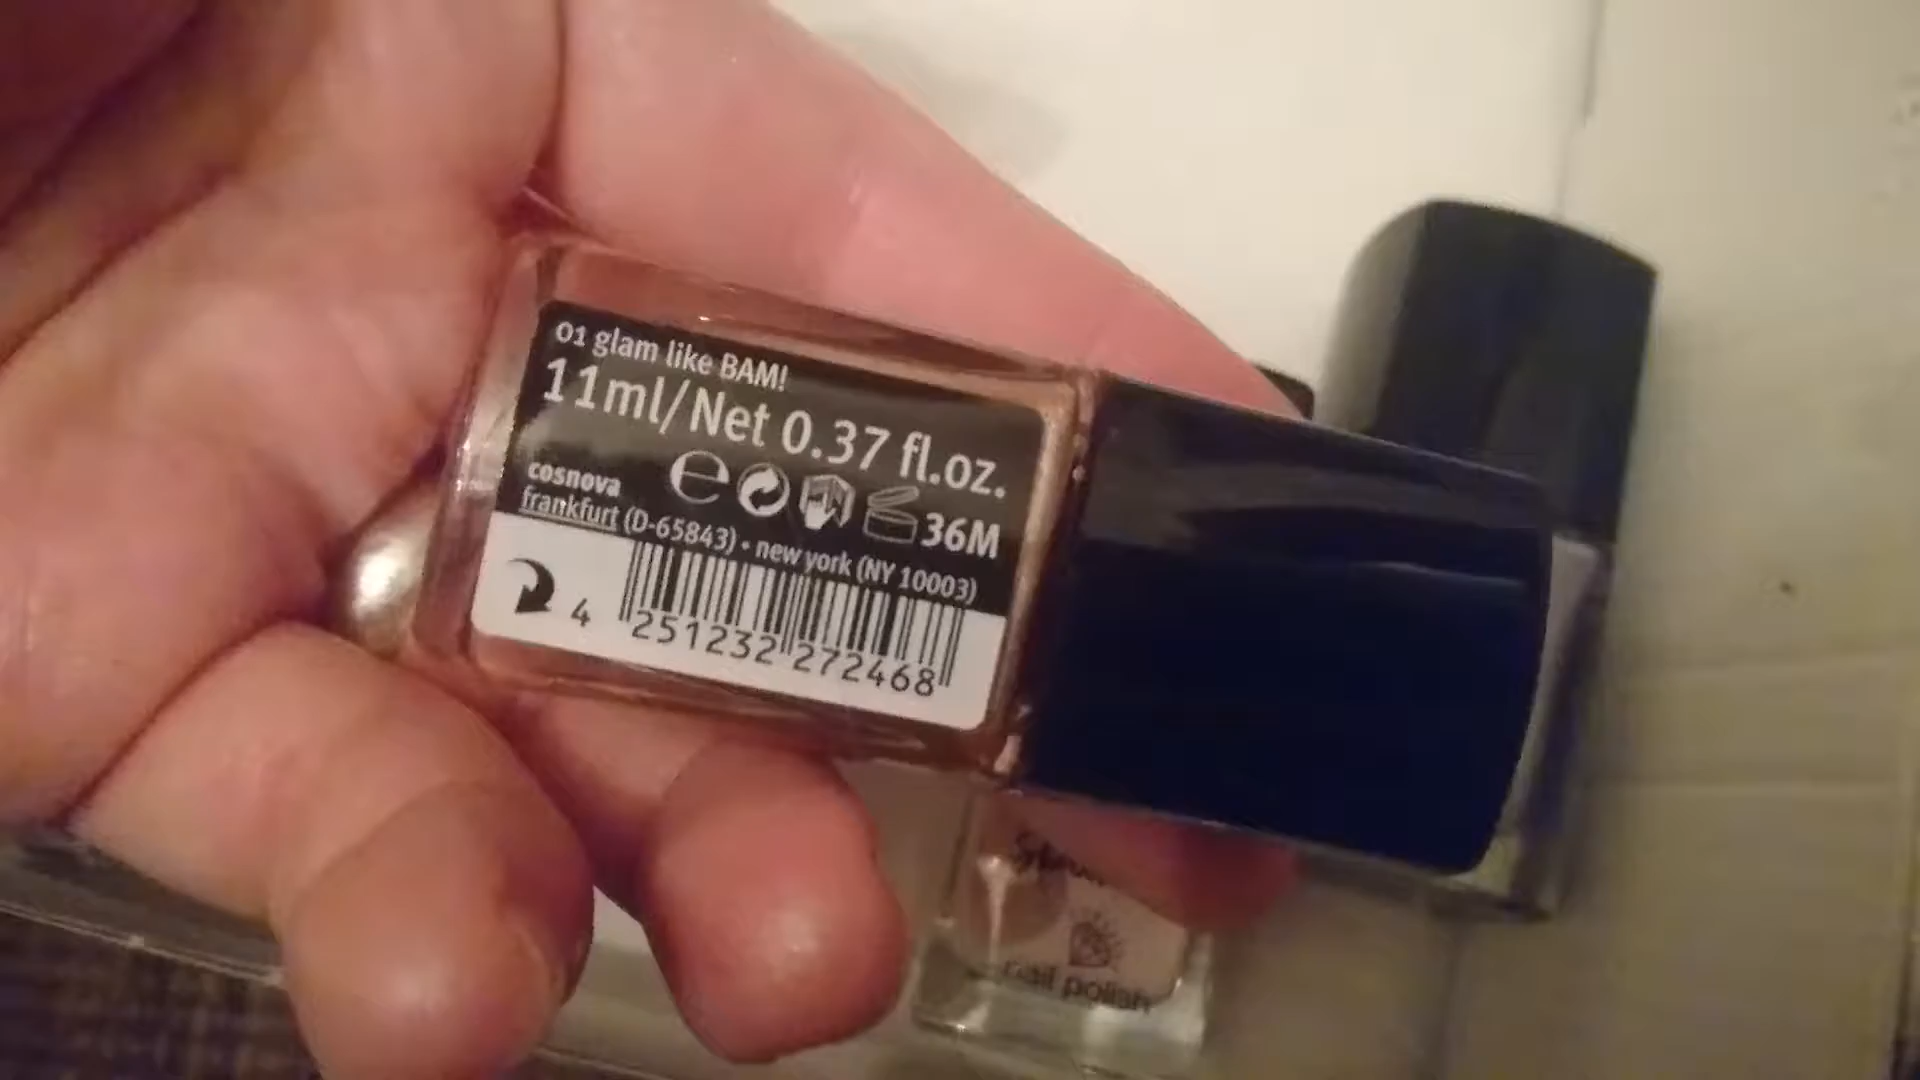 01 glam like BAM!
11ml/Net 0.37 fl.oz.
36M
cosnova
frankfurt (D-65843) • new york (NY 10003)
4 251232 272468
nail polish